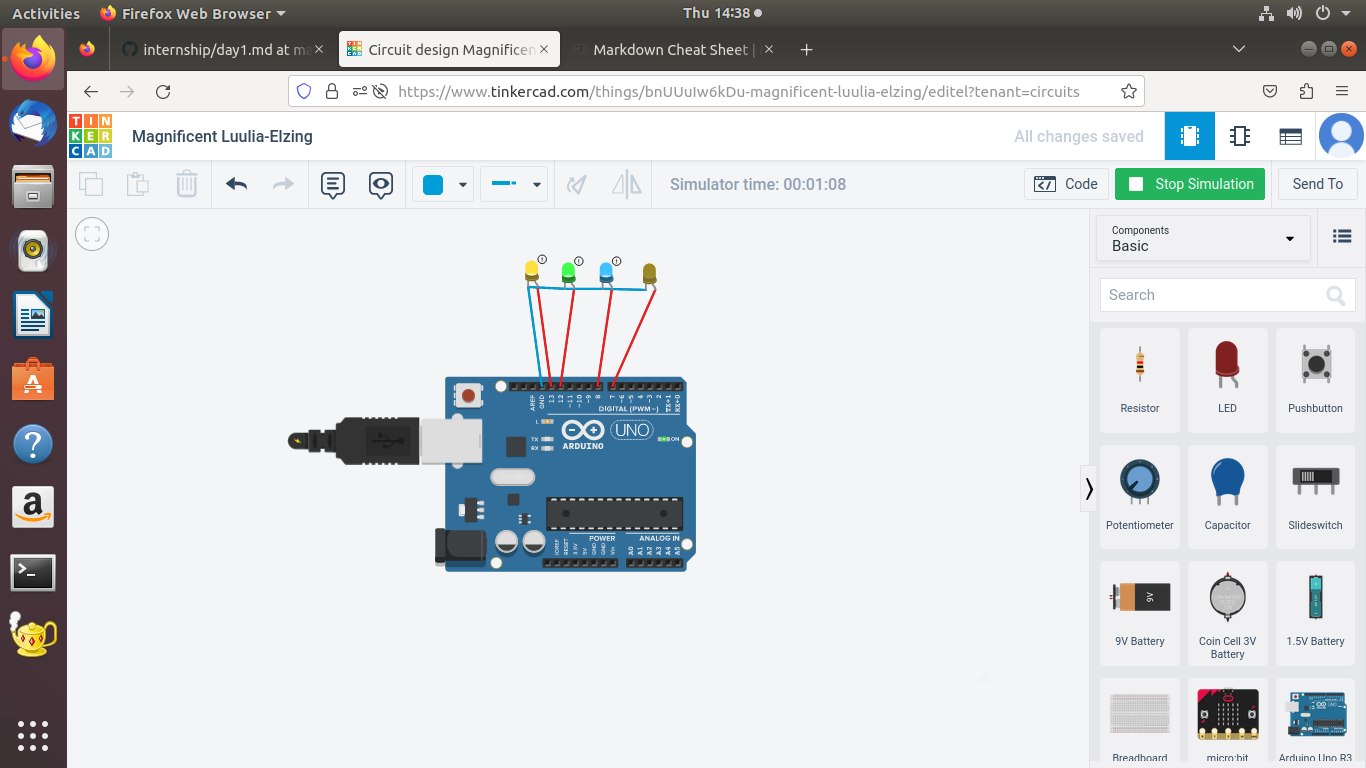 Activities Firefox Web Browser Thu 14:38
internship/day1.md at ma Circuit design Magnificen Markdown Cheat Sheet |
https://www.tinkercad.com/things/bnUUuIw6kDu-magnificent-luulia-elzing/editel?tenant=circuits
TIN
KER
CAD
Magnificent Luulia-Elzing
All changes saved
Simulator time: 00:01:08
Code
Stop Simulation
Send To
Components
Basic
Search
Resistor LED Pushbutton
Potentiometer Capacitor Slideswitch
9V
9V Battery Coin Cell 3V Battery 1.5V Battery
Breadboard micro:bit Arduino Uno R3
AREF GND 13 12 ~11 ~10 ~9 8 7 ~6 ~5 4 ~3 2 TX→1 RX←0
DIGITAL (PWM~)
L
TX
RX
UNO
ON
ARDUINO
POWER ANALOG IN
IOREF RESET 3.3V 5V GND GND Vin A0 A1 A2 A3 A4 A5